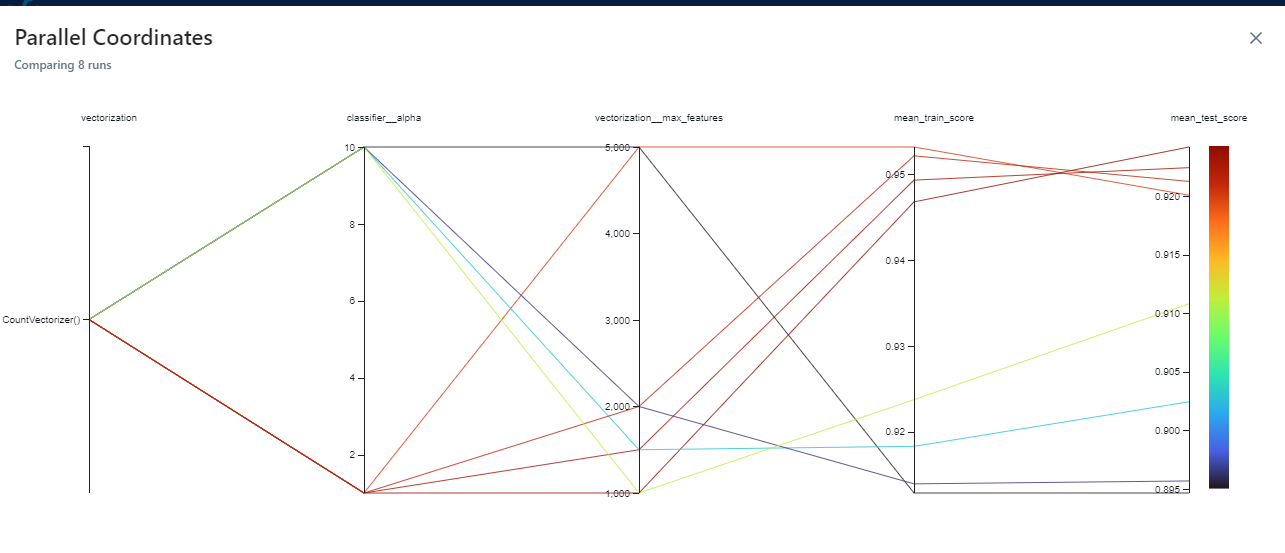 Parallel Coordinates
Comparing 8 runs
vectorization
classifier__alpha
vectorization__max_features
mean_train_score
mean_test_score
CountVectorizer()
10
8
6
4
2
5,000
4,000
3,000
2,000
1,000
0.95
0.94
0.93
0.92
0.920
0.915
0.910
0.905
0.900
0.895